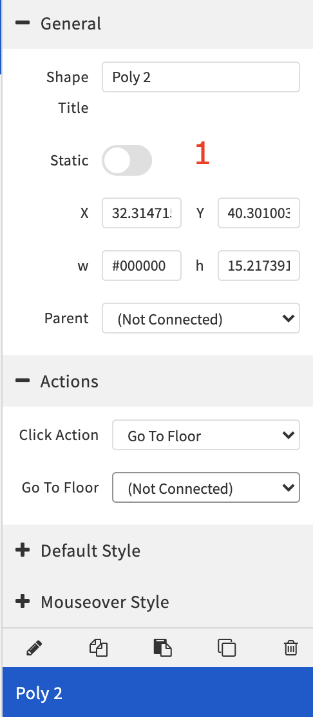 General
Shape Title
Poly 2
Static
1
X 32.31471 Y 40.301003
w #000000 h 15.217391
Parent (Not Connected)
Actions
Click Action Go To Floor
Go To Floor (Not Connected)
Default Style
Mouseover Style
Poly 2